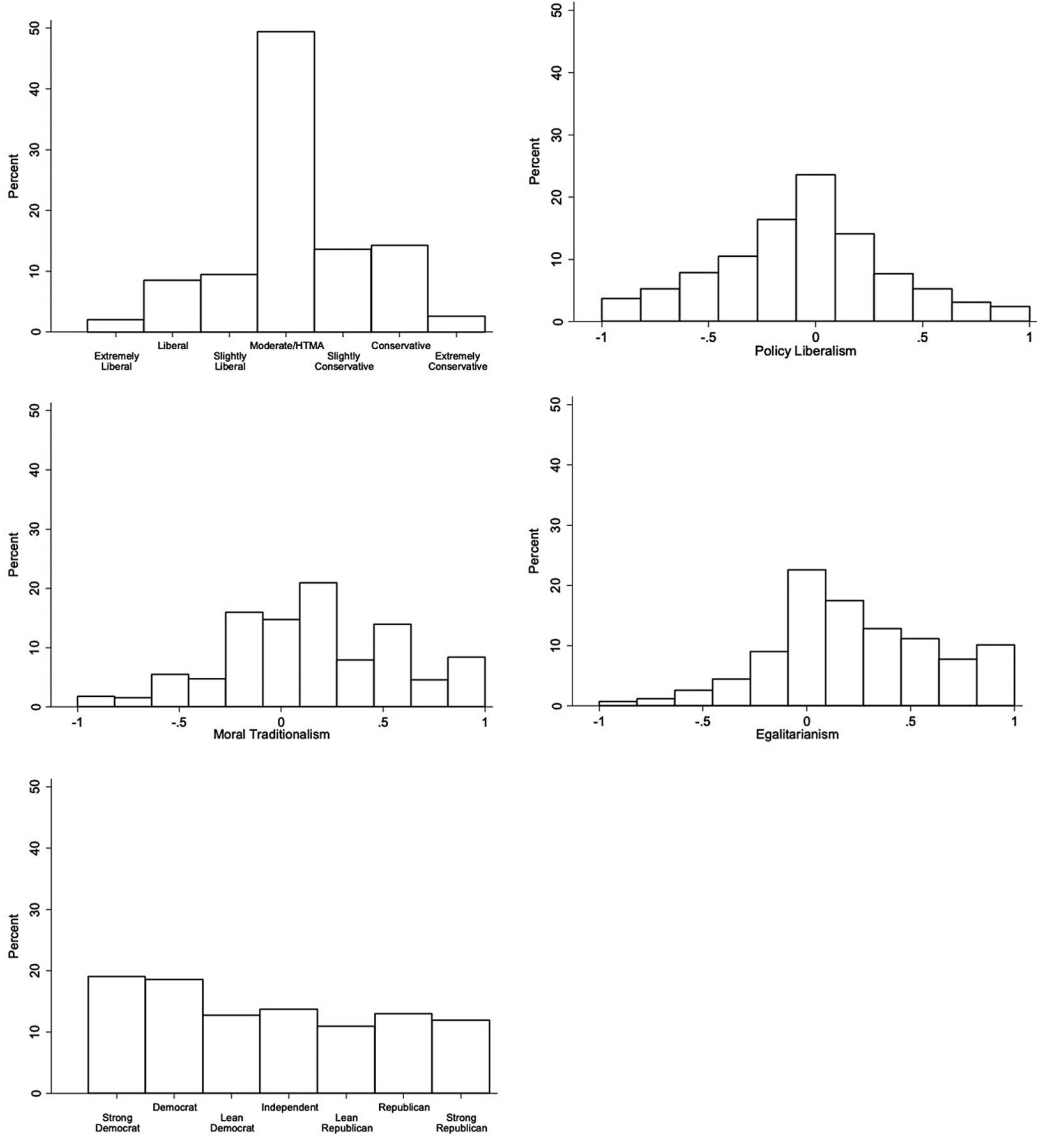 50
40
30
20
10
0
Percent
Liberal
Moderate/HTMA
Conservative
Extremely
Liberal
Slightly
Liberal
Slightly
Conservative
Extremely
Conservative
50
40
30
20
10
0
Percent
-1
-.5
0
.5
1
Policy Liberalism
50
40
30
20
10
0
Percent
-1
-.5
0
.5
1
Moral Traditionalism
50
40
30
20
10
0
Percent
-1
-.5
0
.5
1
Egalitarianism
50
40
30
20
10
0
Percent
Democrat
Independent
Republican
Strong
Democrat
Lean
Democrat
Lean
Republican
Strong
Republican